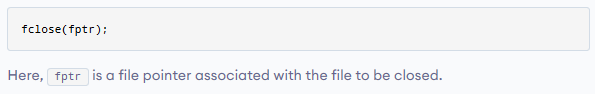 fclose(fptr);
Here, fptr is a file pointer associated with the file to be closed.